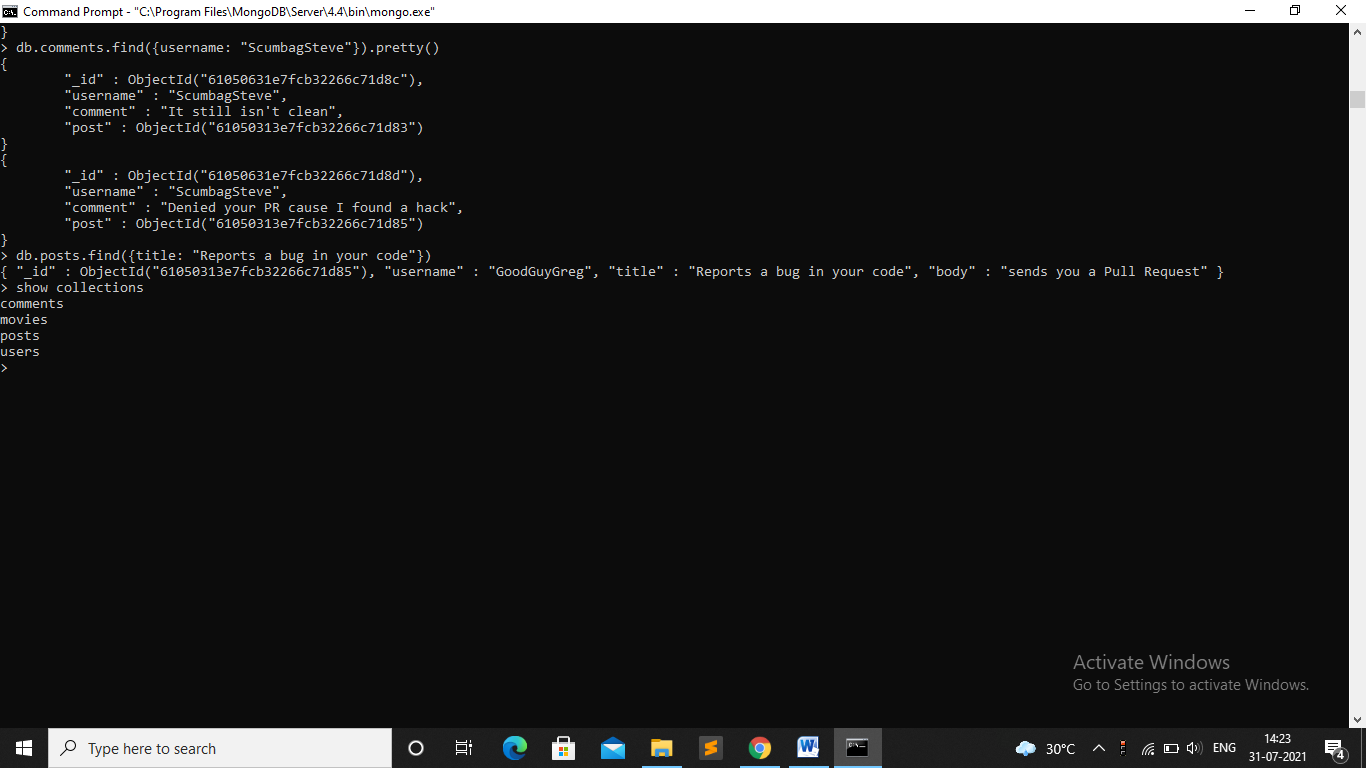 Command Prompt - "C:\Program Files\MongoDB\Server\4.4\bin\mongo.exe"
}
> db.comments.find({username: "ScumbagSteve"}).pretty()
{
        "_id" : ObjectId("61050631e7fcb32266c71d8c"),
        "username" : "ScumbagSteve",
        "comment" : "It still isn't clean",
        "post" : ObjectId("61050313e7fcb32266c71d83")
}
{
        "_id" : ObjectId("61050631e7fcb32266c71d8d"),
        "username" : "ScumbagSteve",
        "comment" : "Denied your PR cause I found a hack",
        "post" : ObjectId("61050313e7fcb32266c71d85")
}
> db.posts.find({title: "Reports a bug in your code"})
{ "_id" : ObjectId("61050313e7fcb32266c71d85"), "username" : "GoodGuyGreg", "title" : "Reports a bug in your code", "body" : "sends you a Pull Request" }
> show collections
comments
movies
posts
users
>
Activate Windows
Go to Settings to activate Windows.
Type here to search
30°C
ENG
14:23
31-07-2021
4